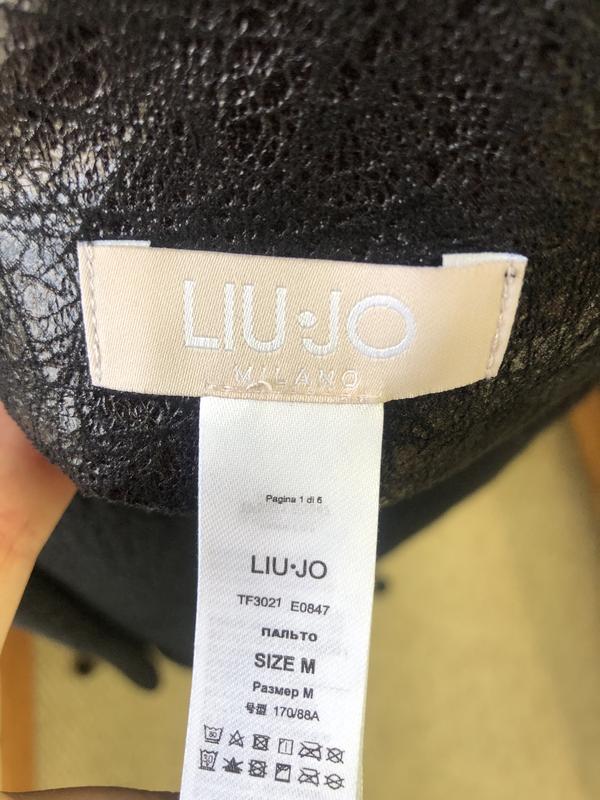 LIU·JO
MILANO
Pagina 1 di 6
LIU·JO
TF3021 E0847
ПАЛЬТО
SIZE M
Размер М
号型 170/88A